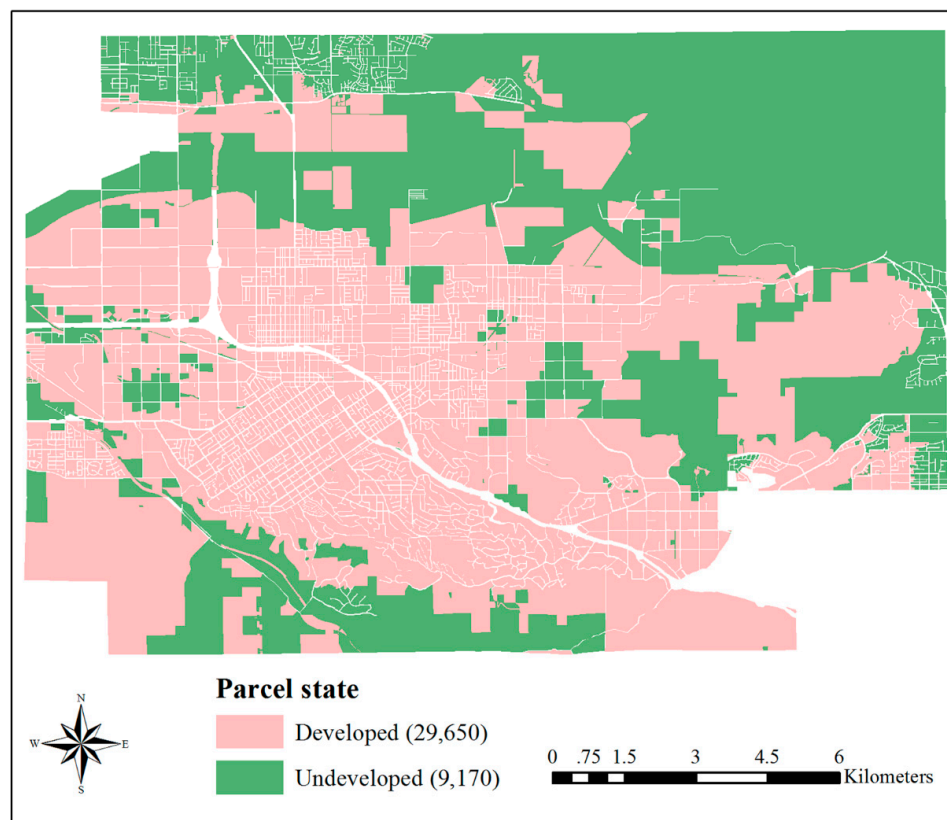 Parcel state
Developed (29,650)
Undeveloped (9,170)
N
W E
S
0 .75 1.5 3 4.5 6
Kilometers